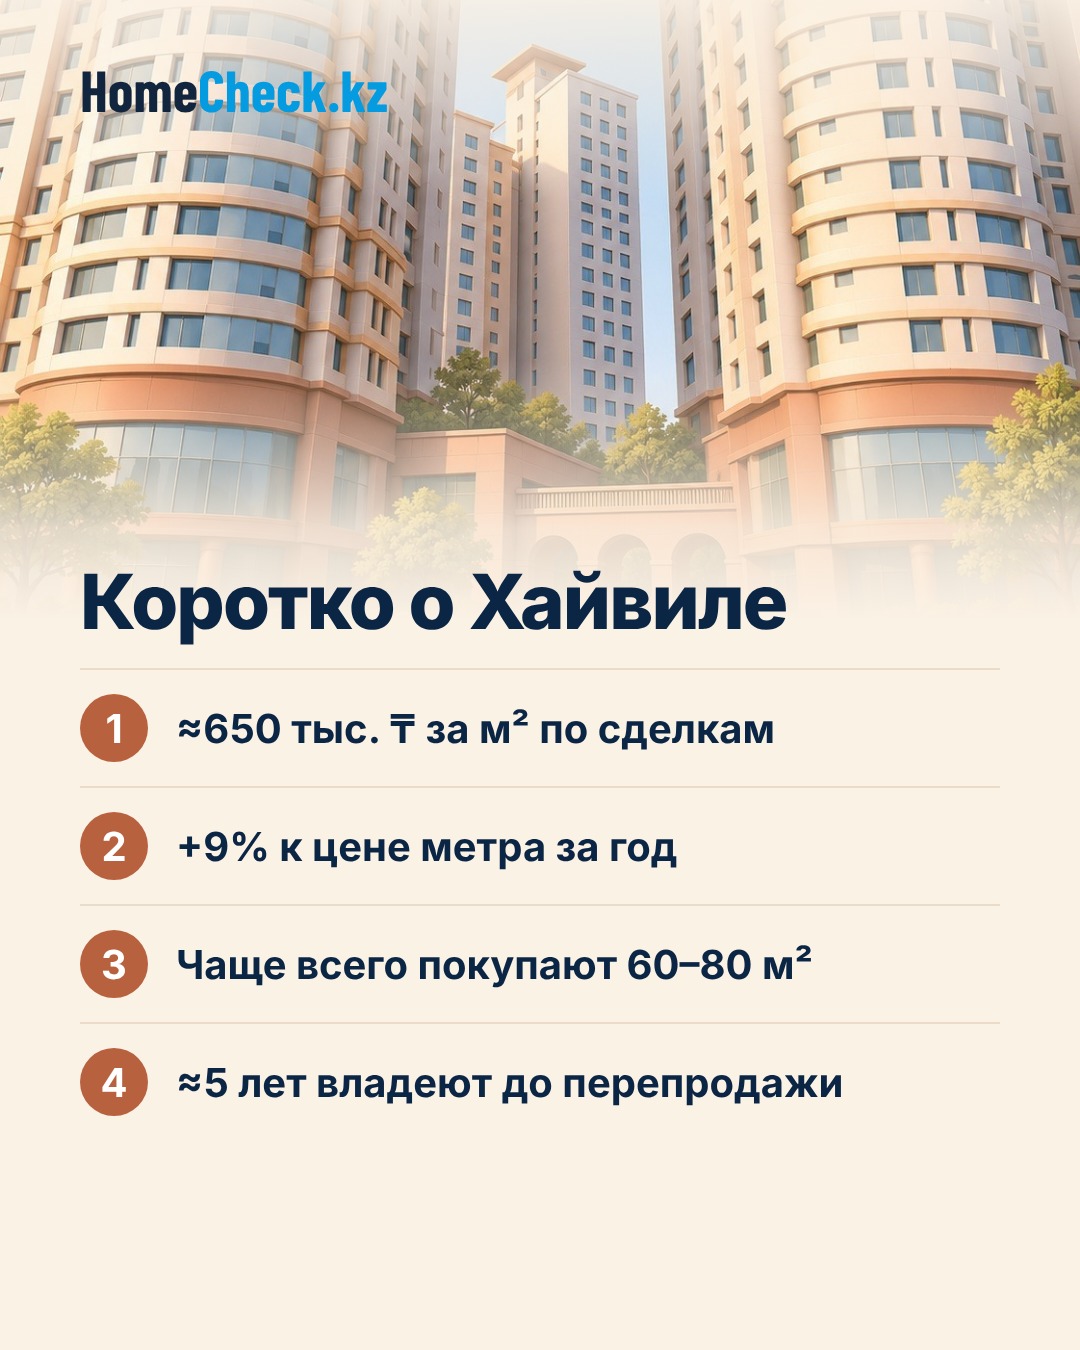 HomeCheck.kz
Коротко о Хайвиле
1 ≈650 тыс. ₸ за м² по сделкам
2 +9% к цене метра за год
3 Чаще всего покупают 60–80 м²
4 ≈5 лет владеют до перепродажи